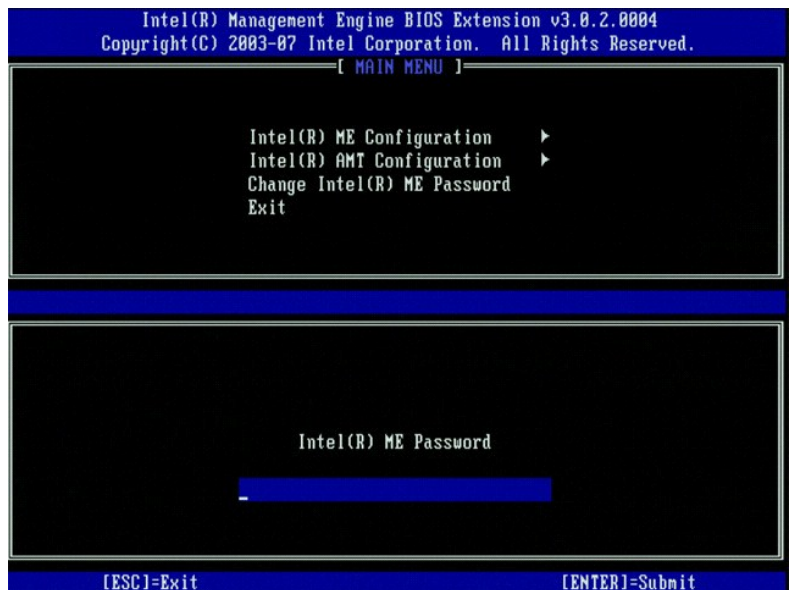 Intel(R) Management Engine BIOS Extension v3.0.2.0004
Copyright(C) 2003-07 Intel Corporation. All Rights Reserved.
[ MAIN MENU ]
Intel(R) ME Configuration ►
Intel(R) AMT Configuration ►
Change Intel(R) ME Password
Exit
Intel(R) ME Password
_
[ESC]=Exit [ENTER]=Submit